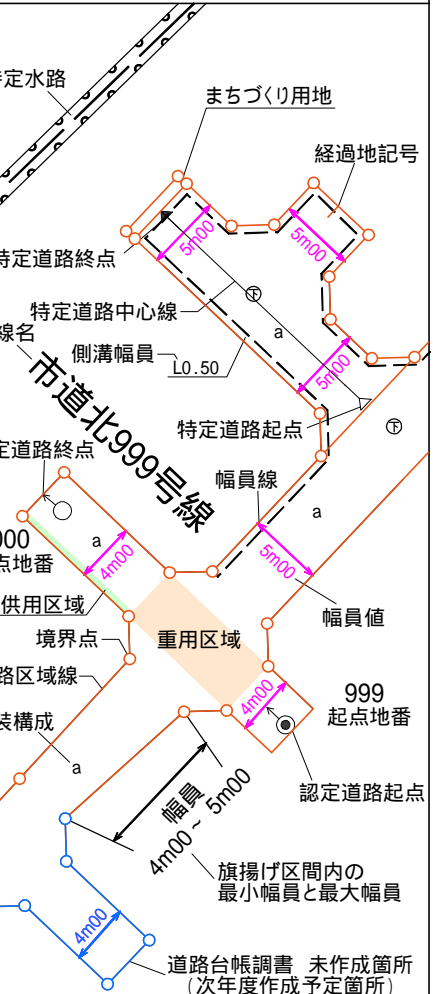 定水路
まちづくり用地
経過地記号
5m00
5m00
特定道路終点
特定道路中心線
㊦
a
線名
側溝幅員
L0.50
5m00
市道北999号線
特定道路起点
㊦
定道路終点
幅員線
a
a
4m00
5m00
00
点地番
供用区域
幅員値
境界点
重用区域
路区域線
4m00
999
起点地番
装構成
a
認定道路起点
幅員
4m00 ~ 5m00
旗揚げ区間内の
最小幅員と最大幅員
4m00
道路台帳調書 未作成箇所
(次年度作成予定箇所)